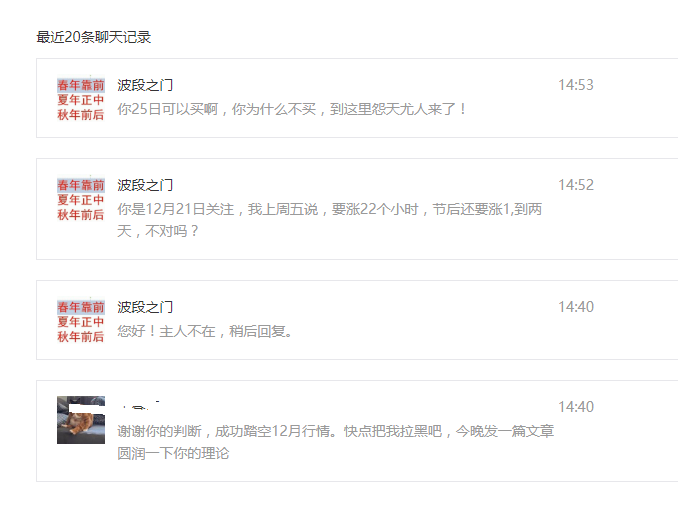 最近20条聊天记录
春年靠前
夏年正中
秋年前后
波段之门
14:53
你25日可以买啊，你为什么不买，到这里怨天尤人来了！
春年靠前
夏年正中
秋年前后
波段之门
14:52
你是12月21日关注，我上周五说，要涨22个小时，节后还要涨1,到两
天，不对吗？
春年靠前
夏年正中
秋年前后
波段之门
14:40
您好！主人不在，稍后回复。
14:40
谢谢你的判断，成功踏空12月行情。快点把我拉黑吧，今晚发一篇文章
圆润一下你的理论